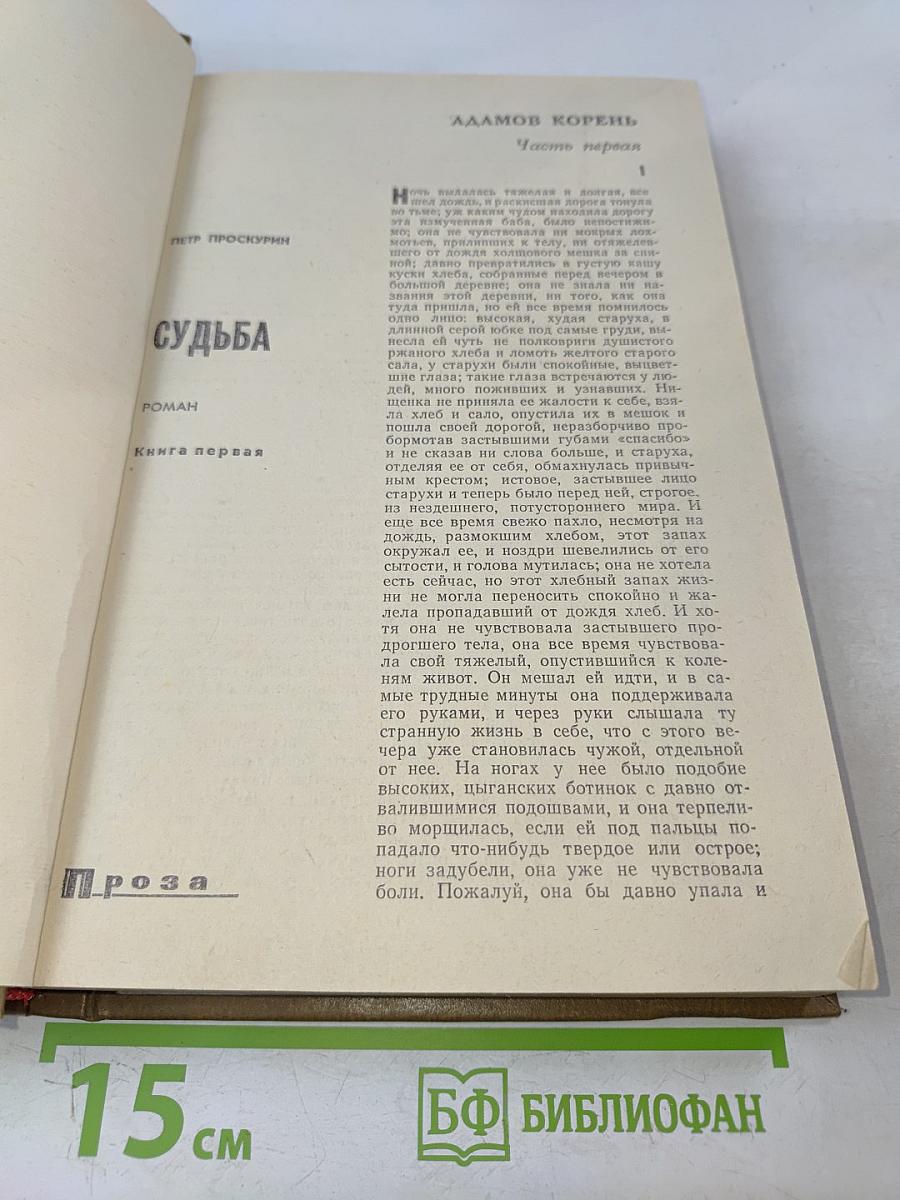 ПЕТР ПРОСКУРИН
СУДЬБА
РОМАН
Книга первая
Проза
АДАМОВ КОРЕНЬ
Часть первая
1
Ночь выдалась тяжелая и долгая, все
шел дождь, и раскисшая дорога тонула
во тьме; уж каким чудом находила дорогу
эта измученная баба, было непостижи-
мо; она не чувствовала ни мокрых лох-
мотьев, прилипших к телу, ни отяжелев-
шего от дождя холщового мешка за спи-
ной; давно превратились в густую кашу
куски хлеба, собранные перед вечером в
большой деревне; она не знала ни на-
звания этой деревни, ни того, как она
туда пришла, но ей все время помнилось
одно лицо: высокая, худая старуха, в
длинной серой юбке под самые груди, вы-
несла ей чуть не полковриги душистого
ржаного хлеба и ломоть желтого старого
сала, у старухи были спокойные, выцвет-
шие глаза; такие глаза встречаются у лю-
дей, много поживших и узнавших. Ни-
щенка не приняла ее жалости к себе, взя-
ла хлеб и сало, опустила их в мешок и
пошла своей дорогой, неразборчиво про-
бормотав застывшими губами «спасибо»
и не сказав ни слова больше, и старуха,
отделяя ее от себя, обмахнулась привыч-
ным крестом; истовое, застывшее лицо
старухи и теперь было перед ней, строгое,
из нездешнего, потустороннего мира. И
еще все время свежо пахло, несмотря на
дождь, размокшим хлебом, этот запах
окружал ее, и ноздри шевелились от его
сытости, и голова мутилась; она не хотела
есть сейчас, но этот хлебный запах жиз-
ни не могла переносить спокойно и жа-
лела пропадавший от дождя хлеб. И хо-
тя она не чувствовала застывшего про-
дрогшего тела, она все время чувствова-
ла свой тяжелый, опустившийся к коле-
ням живот. Он мешал ей идти, и в са-
мые трудные минуты она поддерживала
его руками, и через руки слышала ту
странную жизнь в себе, что с этого ве-
чера уже становилась чужой, отдельной
от нее. На ногах у нее было подобие
высоких, цыганских ботинок с давно от-
валившимися подошвами, и она терпели-
во морщилась, если ей под пальцы по-
падало что-нибудь твердое или острое;
ноги задубели, она уже не чувствовала
боли. Пожалуй, она бы давно упала и
15 см
БФ БИБЛИОФАН